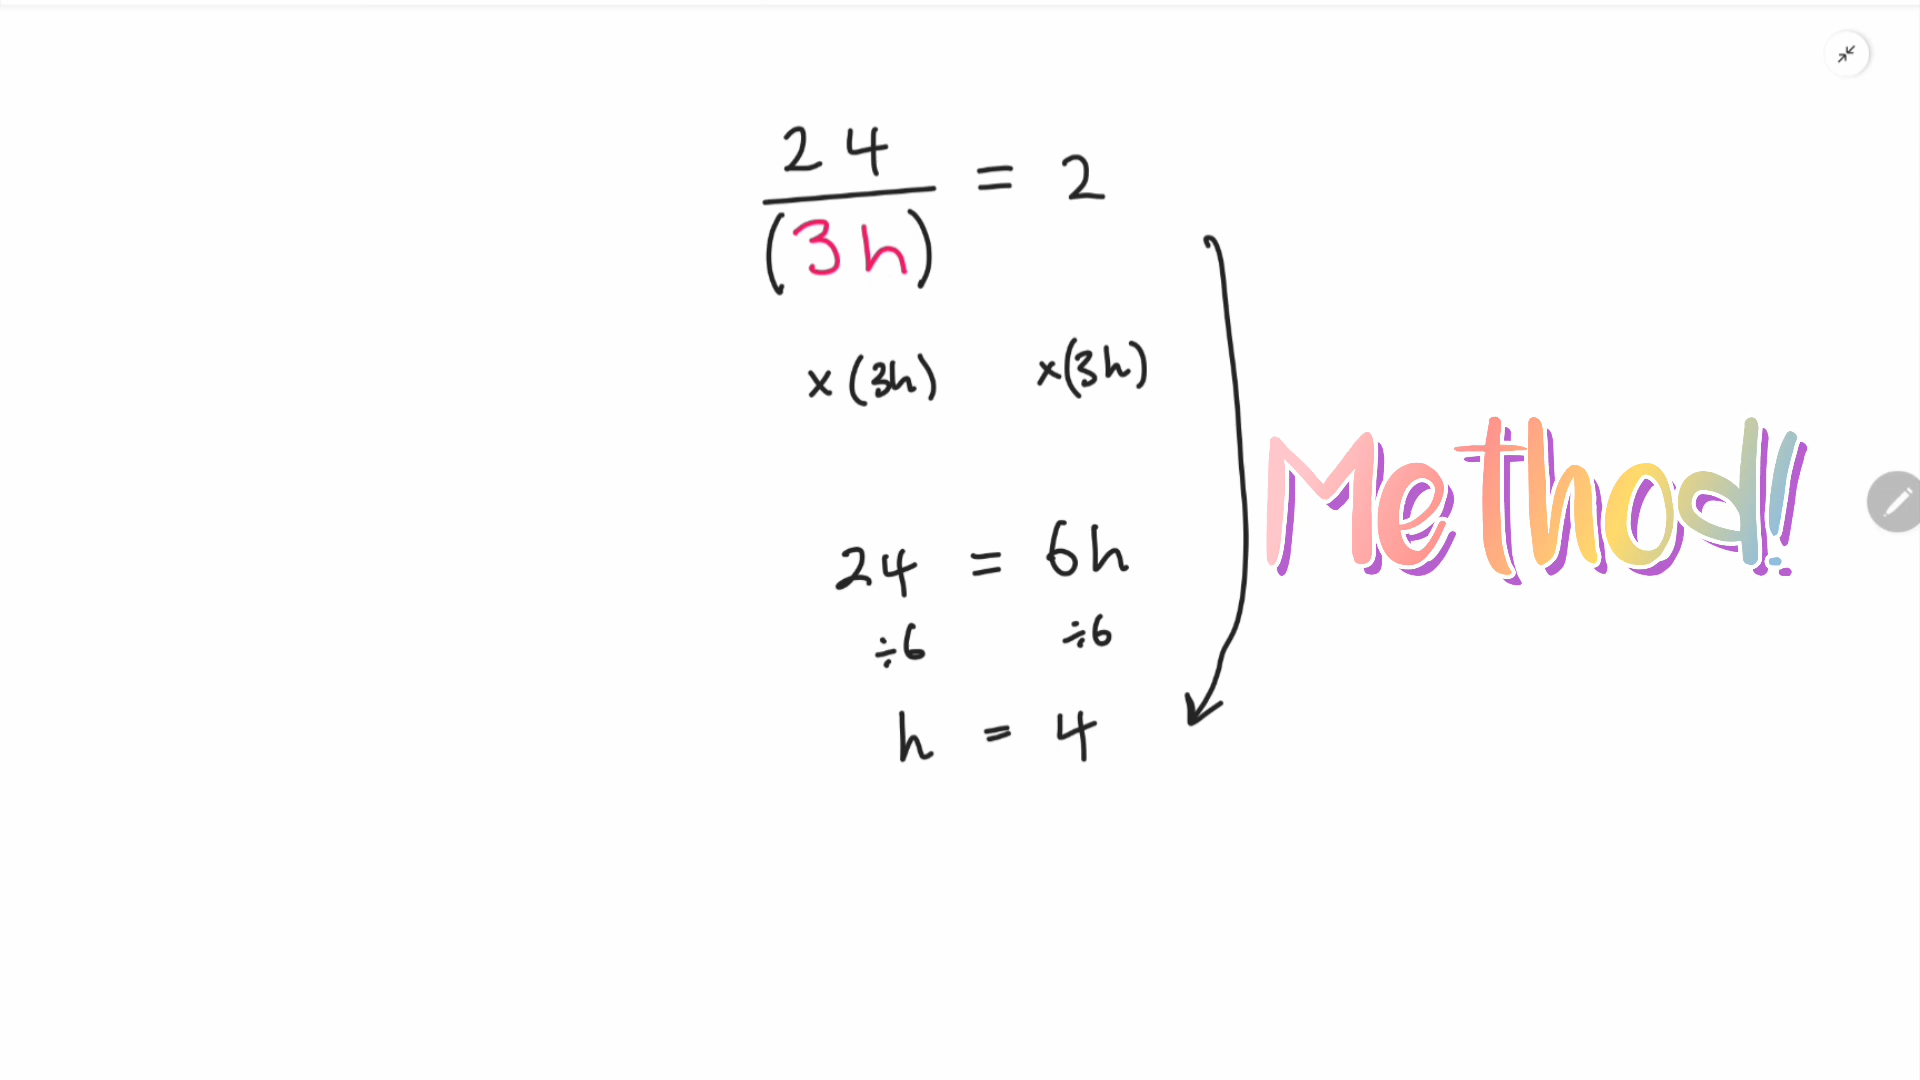 24
= 2
(3h)
x (3h) x(3h)
Method!
24 = 6h
÷6 ÷6
h = 4